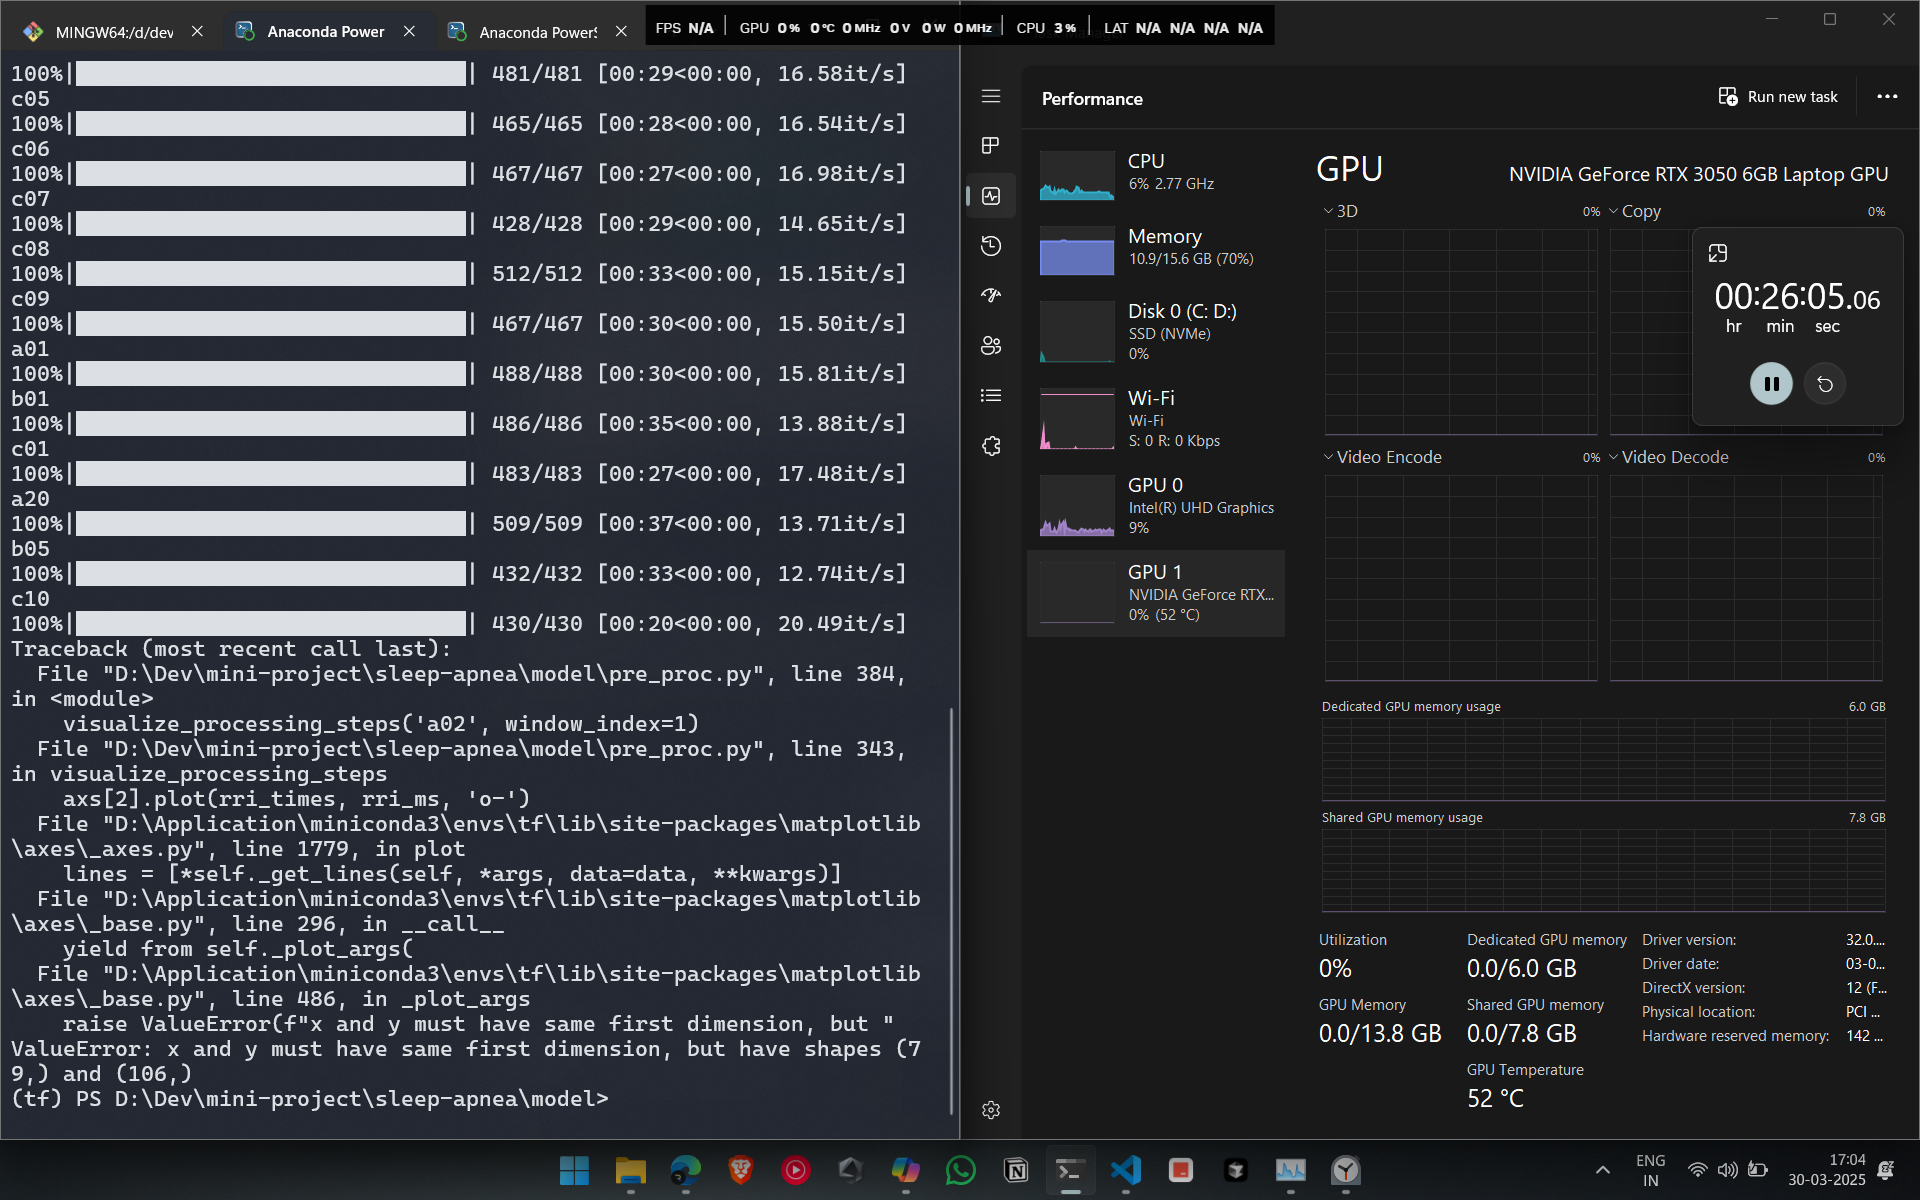 MINGW64:/d/dev
Anaconda Power
Anaconda PowerS
FPS N/A GPU 0 % 0 °C 0 MHz 0 V 0 W 0 MHz CPU 3 % LAT N/A N/A N/A N/A
100%| | 481/481 [00:29<00:00, 16.58it/s]
c05
100%| | 465/465 [00:28<00:00, 16.54it/s]
c06
100%| | 467/467 [00:27<00:00, 16.98it/s]
c07
100%| | 428/428 [00:29<00:00, 14.65it/s]
c08
100%| | 512/512 [00:33<00:00, 15.15it/s]
c09
100%| | 467/467 [00:30<00:00, 15.50it/s]
a01
100%| | 488/488 [00:30<00:00, 15.81it/s]
b01
100%| | 486/486 [00:35<00:00, 13.88it/s]
c01
100%| | 483/483 [00:27<00:00, 17.48it/s]
a20
100%| | 509/509 [00:37<00:00, 13.71it/s]
b05
100%| | 432/432 [00:33<00:00, 12.74it/s]
c10
100%| | 430/430 [00:20<00:00, 20.49it/s]
Traceback (most recent call last):
File "D:\Dev\mini-project\sleep-apnea\model\pre_proc.py", line 384,
in <module>
visualize_processing_steps('a02', window_index=1)
File "D:\Dev\mini-project\sleep-apnea\model\pre_proc.py", line 343,
in visualize_processing_steps
axs[2].plot(rri_times, rri_ms, 'o-')
File "D:\Application\miniconda3\envs\tf\lib\site-packages\matplotlib
\axes\_axes.py", line 1779, in plot
lines = [*self._get_lines(self, *args, data=data, **kwargs)]
File "D:\Application\miniconda3\envs\tf\lib\site-packages\matplotlib
\axes\_base.py", line 296, in __call__
yield from self._plot_args(
File "D:\Application\miniconda3\envs\tf\lib\site-packages\matplotlib
\axes\_base.py", line 486, in _plot_args
raise ValueError(f"x and y must have same first dimension, but "
ValueError: x and y must have same first dimension, but have shapes (7
9,) and (106,)
(tf) PS D:\Dev\mini-project\sleep-apnea\model>
Performance
Run new task
CPU
6% 2.77 GHz
Memory
10.9/15.6 GB (70%)
Disk 0 (C: D:)
SSD (NVMe)
0%
Wi-Fi
Wi-Fi
S: 0 R: 0 Kbps
GPU 0
Intel(R) UHD Graphics
9%
GPU 1
NVIDIA GeForce RTX...
0% (52 °C)
GPU
NVIDIA GeForce RTX 3050 6GB Laptop GPU
3D 0%
Copy 0%
00:26:05.06
hr min sec
Video Encode 0%
Video Decode 0%
Dedicated GPU memory usage 6.0 GB
Shared GPU memory usage 7.8 GB
Utilization
0%
Dedicated GPU memory
0.0/6.0 GB
GPU Memory
0.0/13.8 GB
Shared GPU memory
0.0/7.8 GB
GPU Temperature
52 °C
Driver version: 32.0....
Driver date: 03-0...
DirectX version: 12 (F...
Physical location: PCI ...
Hardware reserved memory: 142 ...
ENG
IN
17:04
30-03-2025